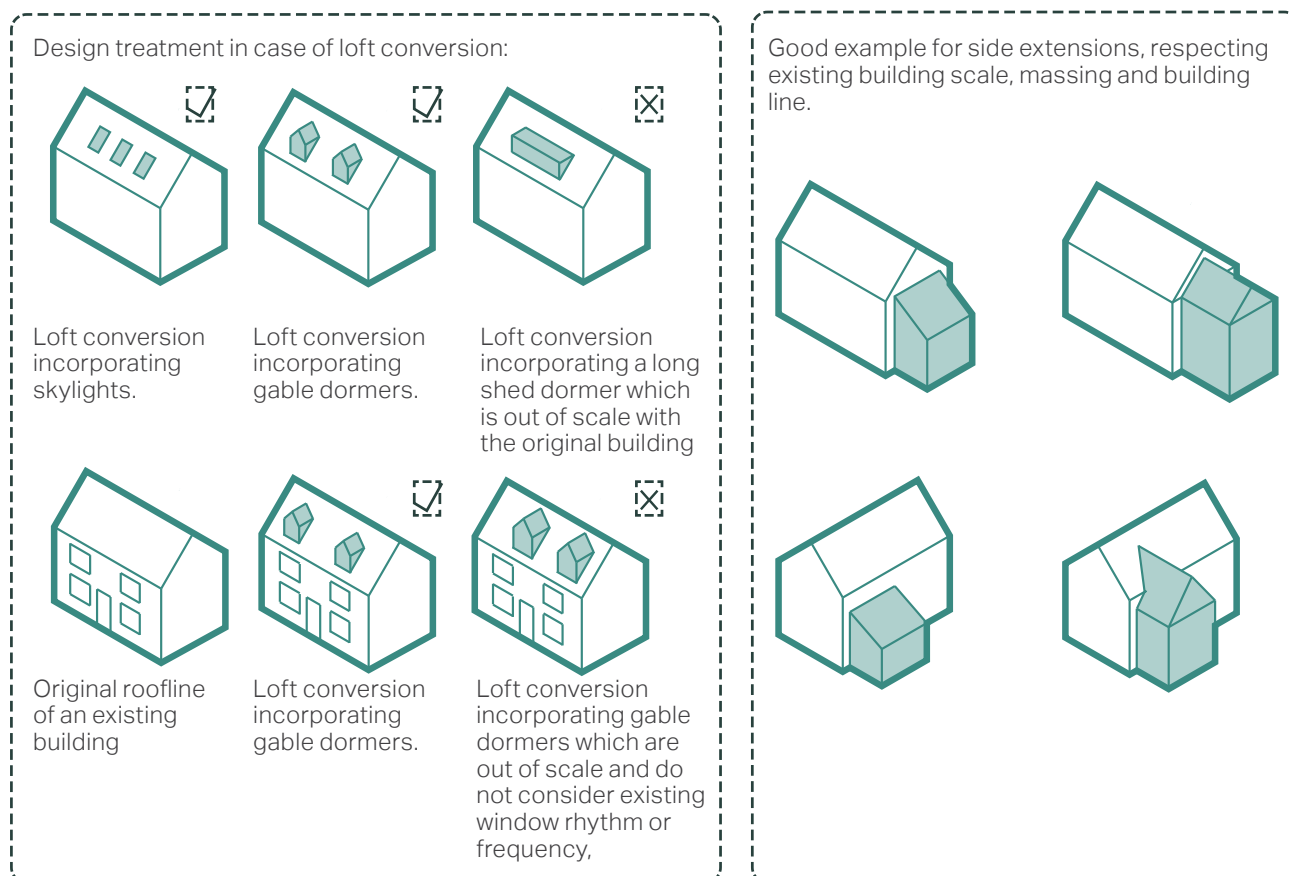 Design treatment in case of loft conversion:
Loft conversion
incorporating
skylights.
Loft conversion
incorporating
gable dormers.
Loft conversion
incorporating a long
shed dormer which
is out of scale with
the original building
Original roofline
of an existing
building
Loft conversion
incorporating
gable dormers.
Loft conversion
incorporating gable
dormers which are
out of scale and do
not consider existing
window rhythm or
frequency,
Good example for side extensions, respecting
existing building scale, massing and building
line.